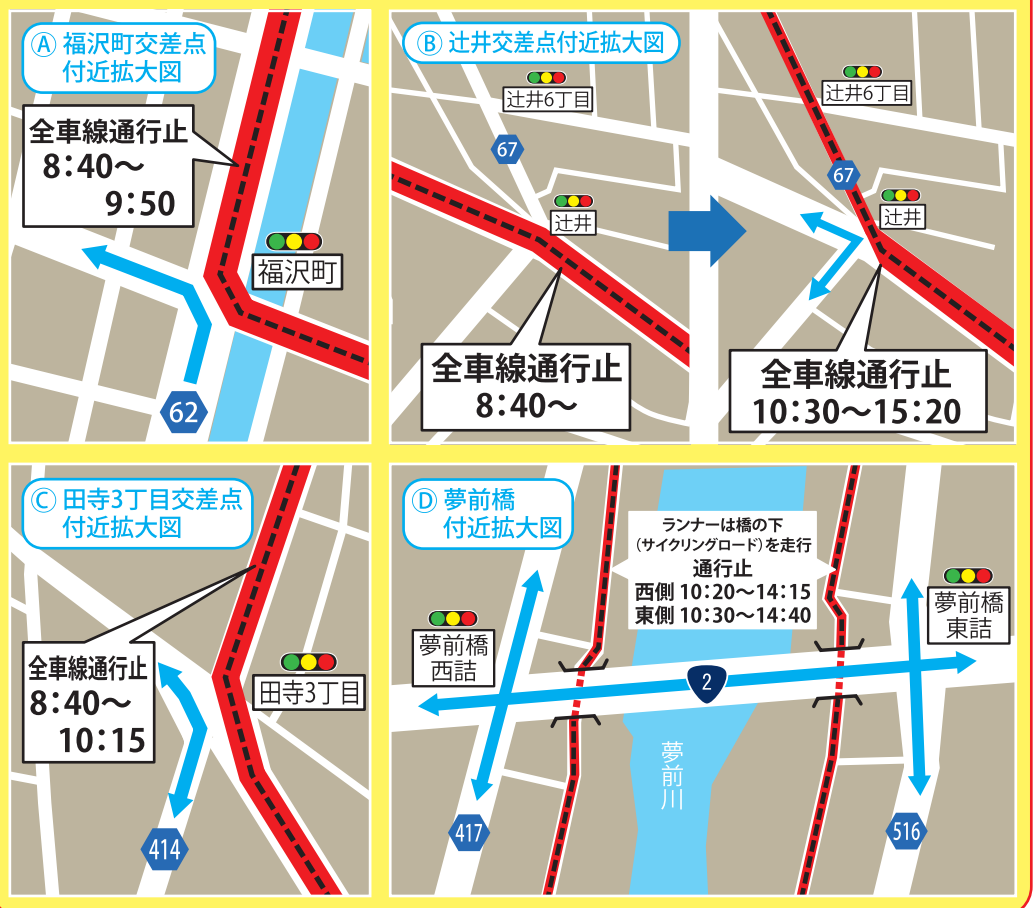 Ⓐ 福沢町交差点
付近拡大図
全車線通行止
8：40～
9：50
福沢町
62
Ⓑ 辻井交差点付近拡大図
辻井6丁目
67
辻井
全車線通行止
8：40～
辻井6丁目
67
辻井
全車線通行止
10：30～15：20
Ⓒ 田寺3丁目交差点
付近拡大図
全車線通行止
8：40～
10：15
田寺3丁目
414
Ⓓ 夢前橋
付近拡大図
ランナーは橋の下
（サイクリングロード）を走行
通行止
西側 10：20～14：15
東側 10：30～14：40
夢前橋
西詰
夢前橋
東詰
2
夢前川
417
516